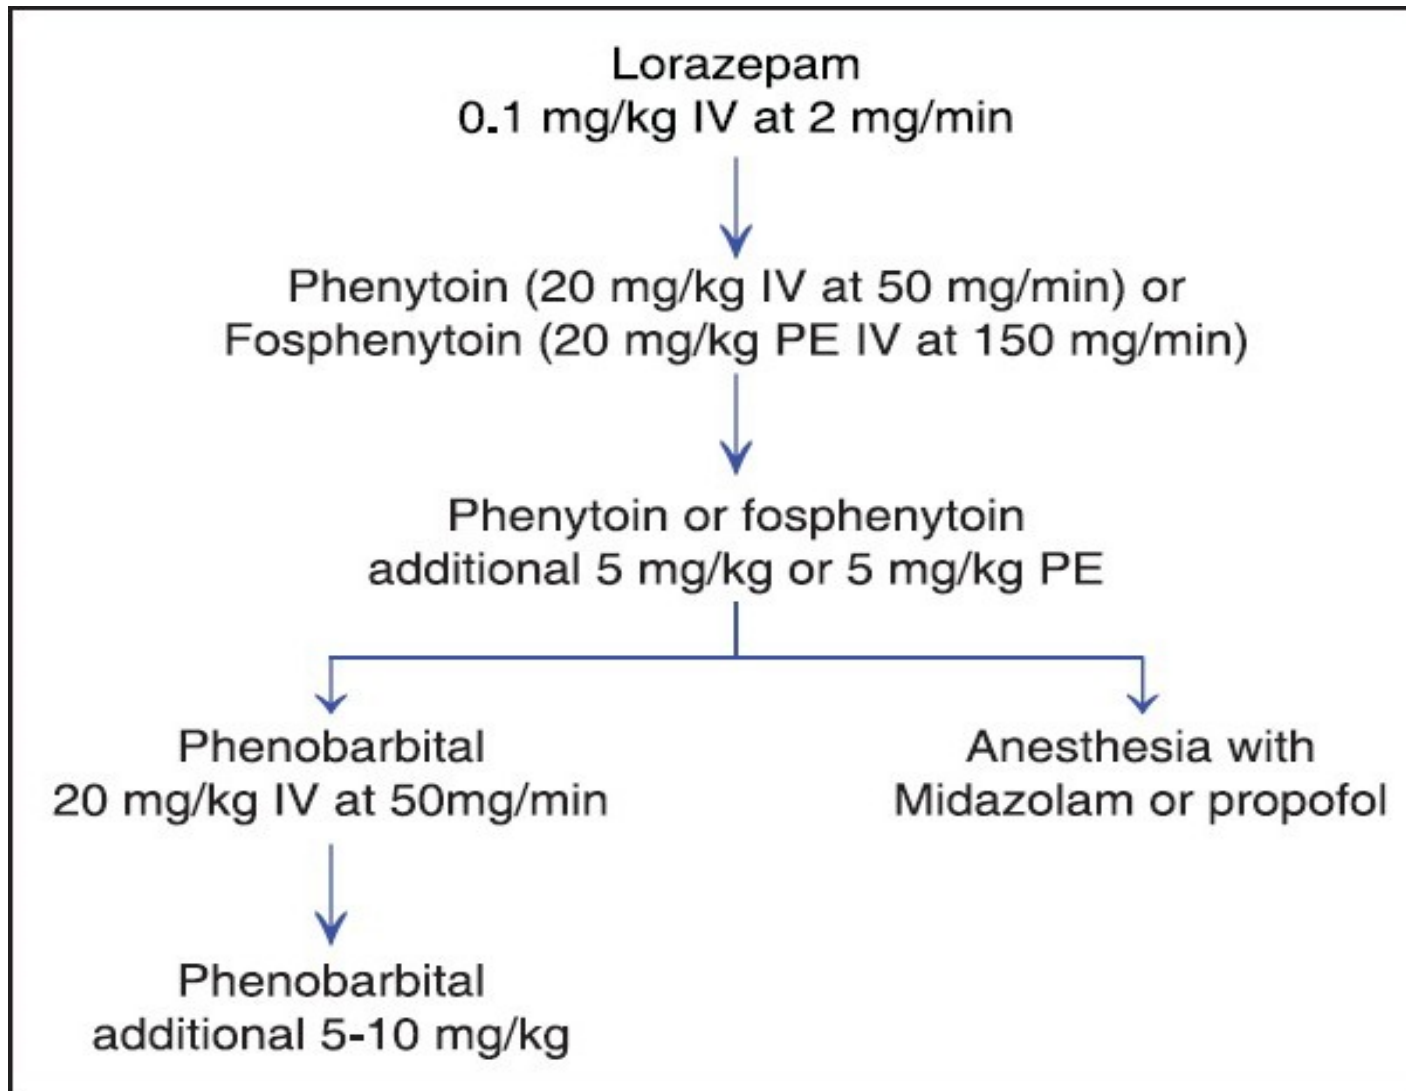 Lorazepam
0.1 mg/kg IV at 2 mg/min
Phenytoin (20 mg/kg IV at 50 mg/min) or
Fosphenytoin (20 mg/kg PE IV at 150 mg/min)
Phenytoin or fosphenytoin
additional 5 mg/kg or 5 mg/kg PE
Phenobarbital
20 mg/kg IV at 50mg/min
Anesthesia with
Midazolam or propofol
Phenobarbital
additional 5-10 mg/kg